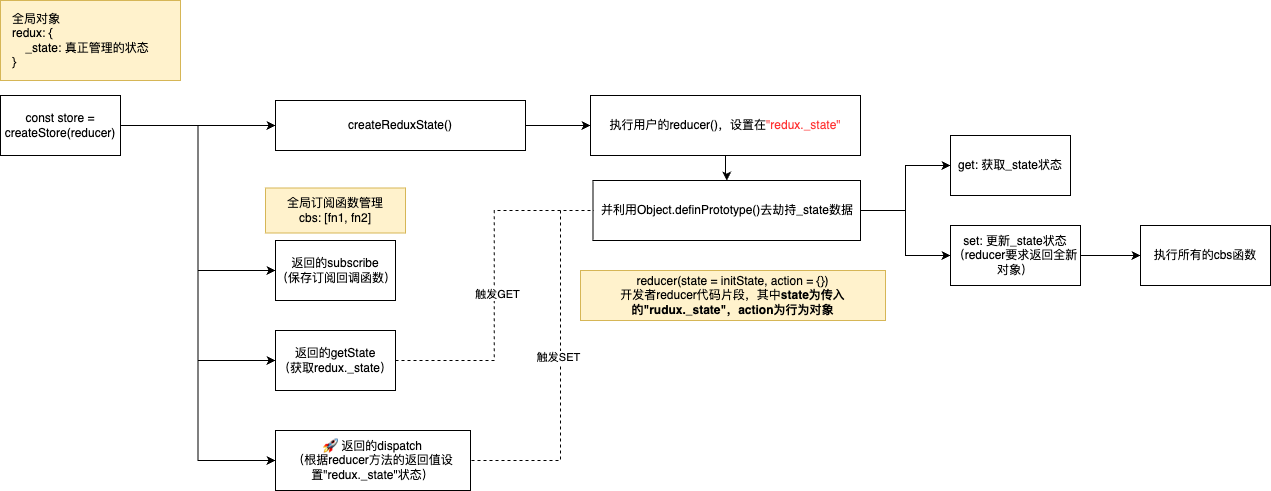 全局对象
redux: {
_state: 真正管理的状态
}
const store =
createStore(reducer)
createReduxState()
执行用户的reducer()，设置在"redux._state"
并利用Object.definPrototype()去劫持_state数据
get: 获取_state状态
set: 更新_state状态
（reducer要求返回全新
对象）
执行所有的cbs函数
全局订阅函数管理
cbs: [fn1, fn2]
返回的subscribe
（保存订阅回调函数）
触发GET
reducer(state = initState, action = {})
开发者reducer代码片段，其中state为传入
的"rudux._state"，action为行为对象
返回的getState
（获取redux._state）
触发SET
🚀 返回的dispatch
（根据reducer方法的返回值设
置"redux._state"状态）